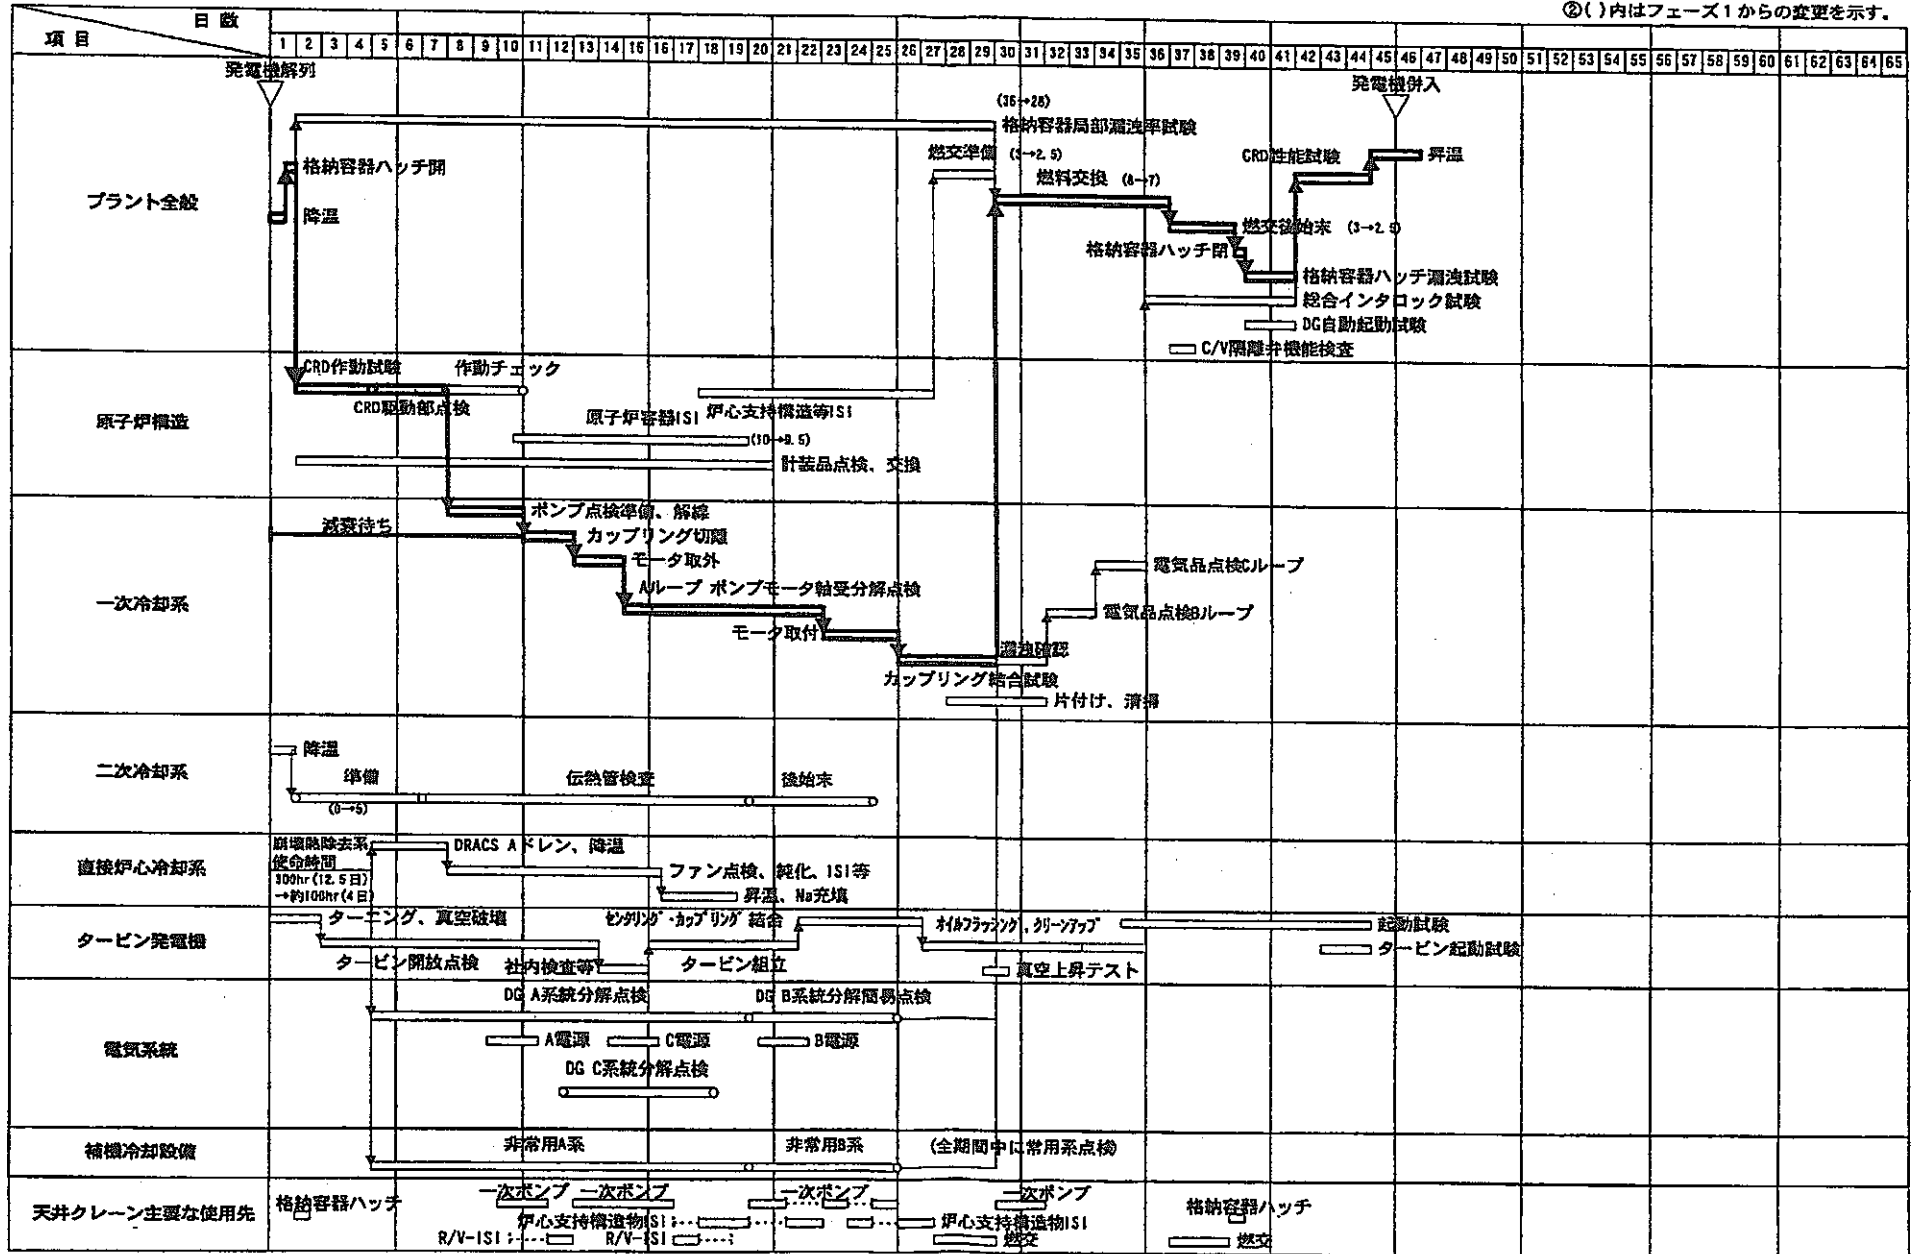 ②( )内はフェーズ1からの変更を示す.
日 数
項 目
1 2 3 4 5 6 7 8 9 10 11 12 13 14 15 16 17 18 19 20 21 22 23 24 25 26 27 28 29 30 31 32 33 34 35 36 37 38 39 40 41 42 43 44 45 46 47 48 49 50 51 52 53 54 55 56 57 58 59 60 61 62 63 64 65
プラント全般
発電機解列
発電機併入
(36→28)
格納容器局部漏洩率試験
燃交準備 (3→2.5)
CRD性能試験
昇温
格納容器ハッチ開
燃料交換 (8→7)
降温
燃交後始末 (3→2.5)
格納容器ハッチ閉
格納容器ハッチ漏洩試験
総合インタロック試験
DG自動起動試験
C/V隔離弁機能検査
原子炉構造
CRD作動試験
作動チェック
CRD駆動部点検
原子炉容器ISI
炉心支持構造等ISI
(10→9.5)
計装品点検、交換
一次冷却系
ポンプ点検準備、解線
減衰待ち
カップリング切離
モータ取外
電気品点検Cループ
Aループ ポンプモータ軸受分解点検
電気品点検Bループ
モータ取付
漏洩確認
カップリング結合試験
片付け、清掃
二次冷却系
降温
準備
伝熱管検査
後始末
(0→5)
直接炉心冷却系
崩壊熱除去系
使命時間
300hr(12.5日)
→約100hr(4日)
DRACS Aドレン、降温
ファン点検、純化、ISI等
昇温、Na充填
タービン発電機
ターニング、真空破壊
センタリング・カップリング 結合
オイルフラッシング,クリーンアップ
起動試験
タービン開放点検
社内検査等
タービン組立
タービン起動試験
真空上昇テスト
電気系統
DG A系統分解点検
DG B系統分解簡易点検
A電源
C電源
B電源
DG C系統分解点検
補機冷却設備
非常用A系
非常用B系
(全期間中に常用系点検)
天井クレーン主要な使用先
格納容器ハッチ
一次ポンプ
一次ポンプ
一次ポンプ
一次ポンプ
格納容器ハッチ
炉心支持構造物ISI
炉心支持構造物ISI
R/V-ISI
R/V-ISI
燃交
燃交